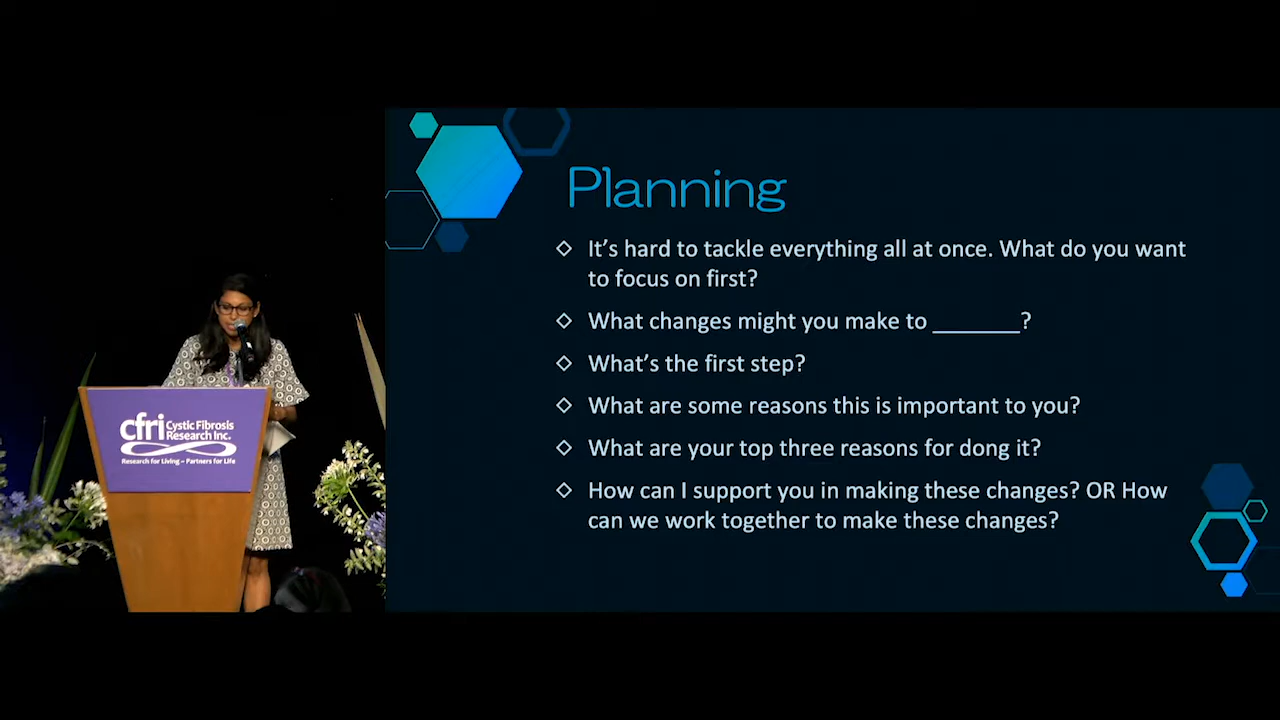 Planning
It's hard to tackle everything all at once. What do you want
to focus on first?
What changes might you make to ________?
What's the first step?
What are some reasons this is important to you?
What are your top three reasons for dong it?
How can I support you in making these changes? OR How
can we work together to make these changes?
cfri Cystic Fibrosis
Research Inc.
Research for Living ~ Partners for Life